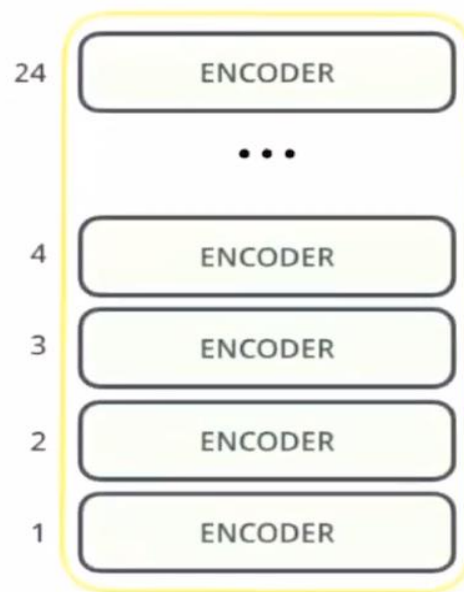 24 ENCODER
...
4 ENCODER
3 ENCODER
2 ENCODER
1 ENCODER